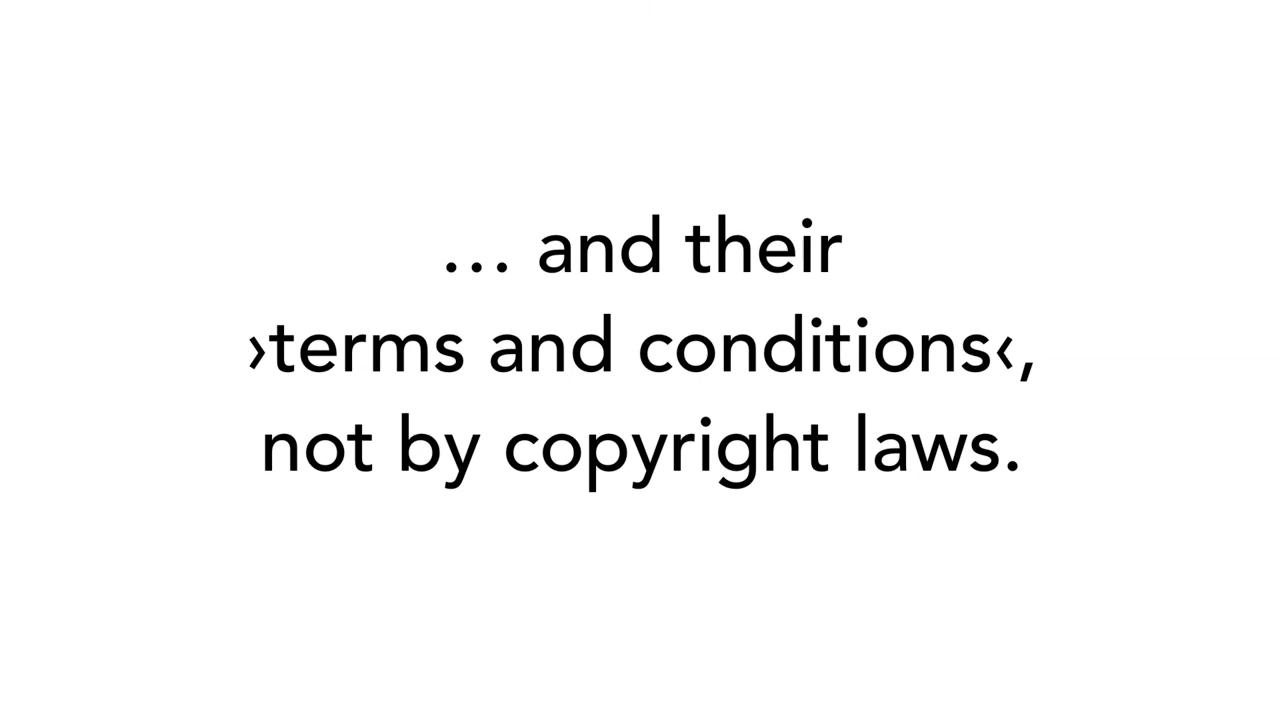 … and their
›terms and conditions‹,
not by copyright laws.